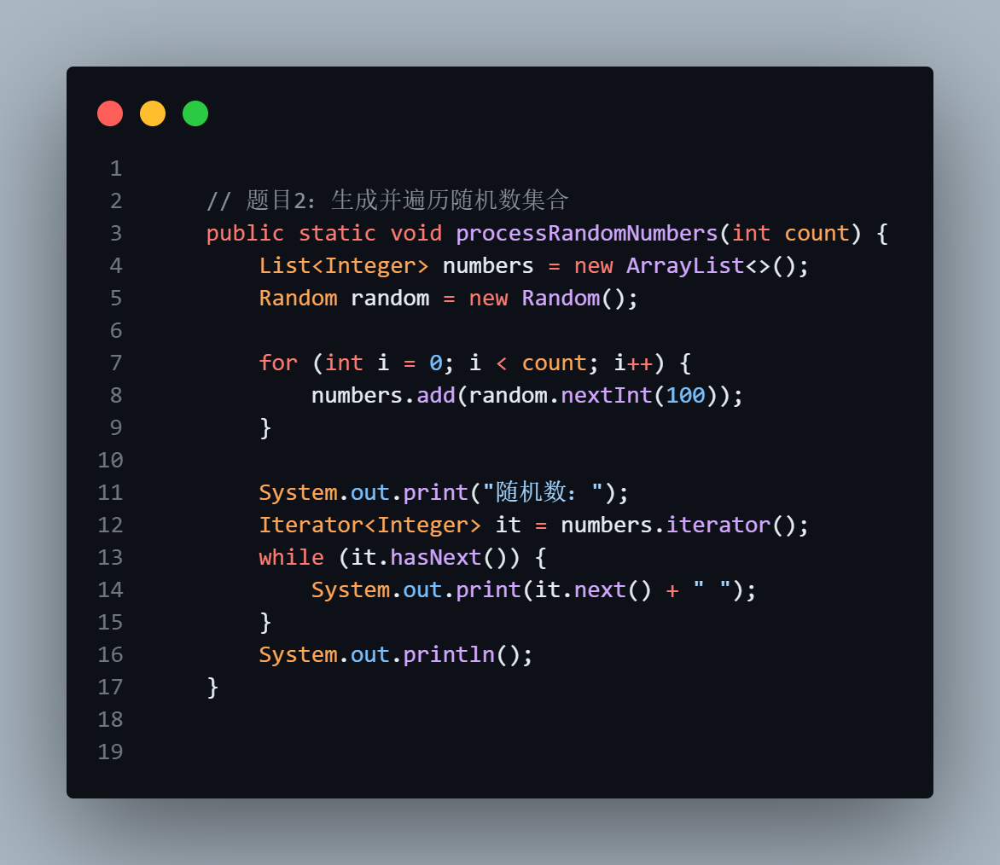 1
2 // 题目2：生成并遍历随机数集合
3 public static void processRandomNumbers(int count) {
4 List<Integer> numbers = new ArrayList<>();
5 Random random = new Random();
6
7 for (int i = 0; i < count; i++) {
8 numbers.add(random.nextInt(100));
9 }
10
11 System.out.print("随机数：");
12 Iterator<Integer> it = numbers.iterator();
13 while (it.hasNext()) {
14 System.out.print(it.next() + " ");
15 }
16 System.out.println();
17 }
18
19